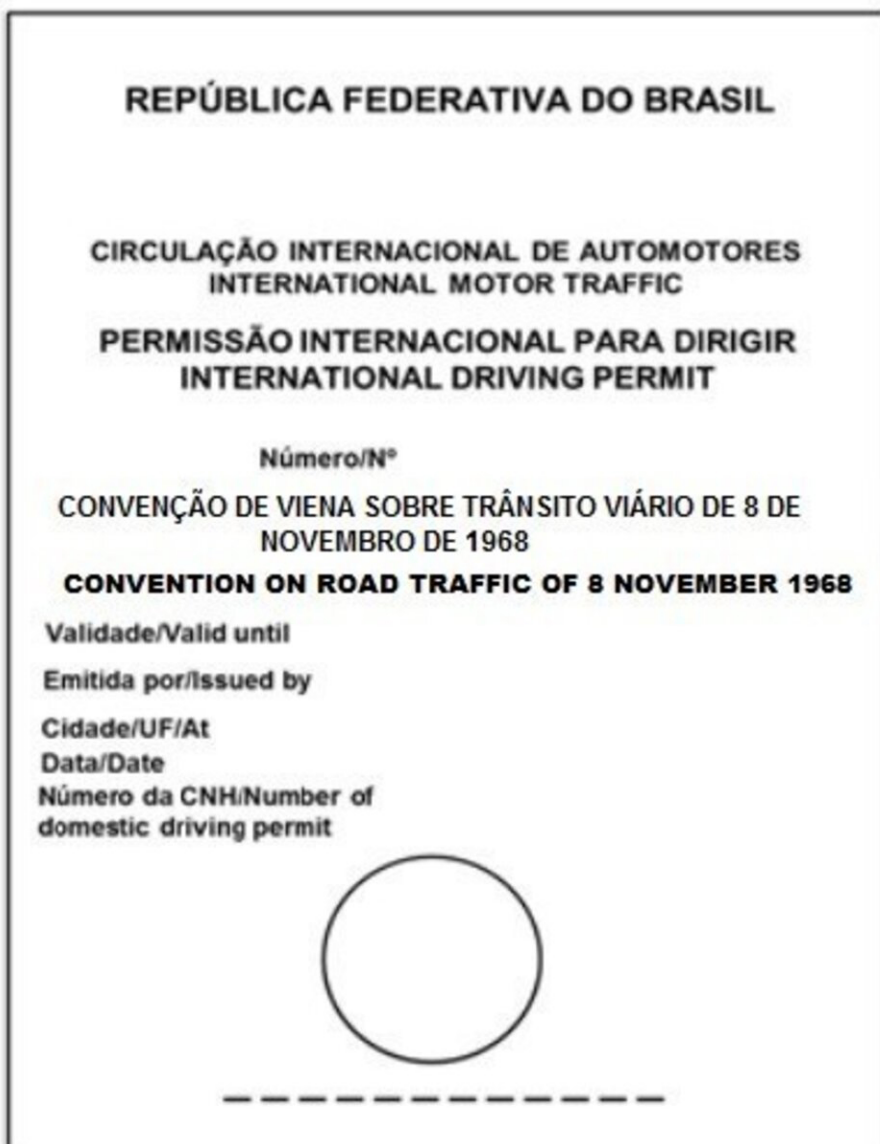 REPÚBLICA FEDERATIVA DO BRASIL
CIRCULAÇÃO INTERNACIONAL DE AUTOMOTORES
INTERNATIONAL MOTOR TRAFFIC
PERMISSÃO INTERNACIONAL PARA DIRIGIR
INTERNATIONAL DRIVING PERMIT
Número/Nº
CONVENÇÃO DE VIENA SOBRE TRÂNSITO VIÁRIO DE 8 DE
NOVEMBRO DE 1968
CONVENTION ON ROAD TRAFFIC OF 8 NOVEMBER 1968
Validade/Valid until
Emitida por/Issued by
Cidade/UF/At
Data/Date
Número da CNH/Number of
domestic driving permit